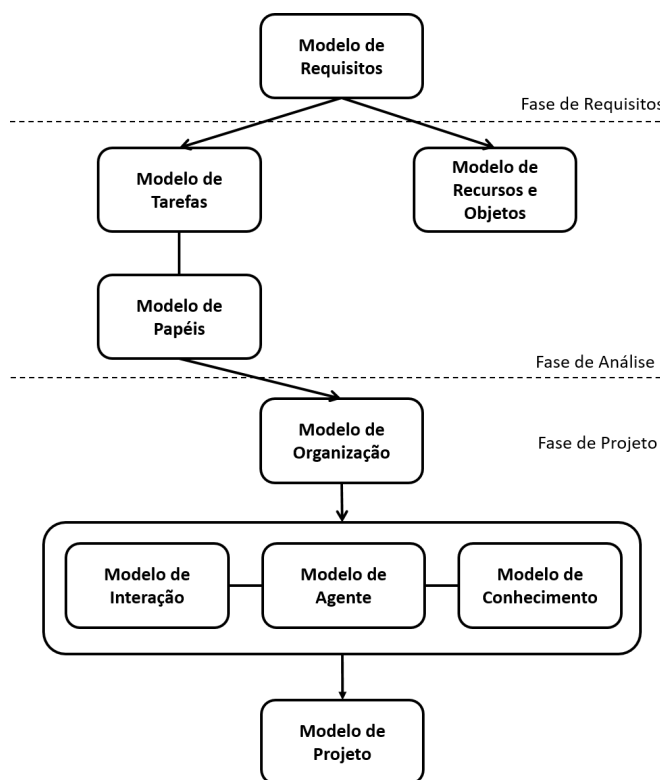 Modelo de
Requisitos
Fase de Requisitos
Modelo de
Tarefas
Modelo de
Recursos e
Objetos
Modelo de
Papéis
Fase de Análise
Modelo de
Organização
Fase de Projeto
Modelo de
Interação
Modelo de
Agente
Modelo de
Conhecimento
Modelo de
Projeto